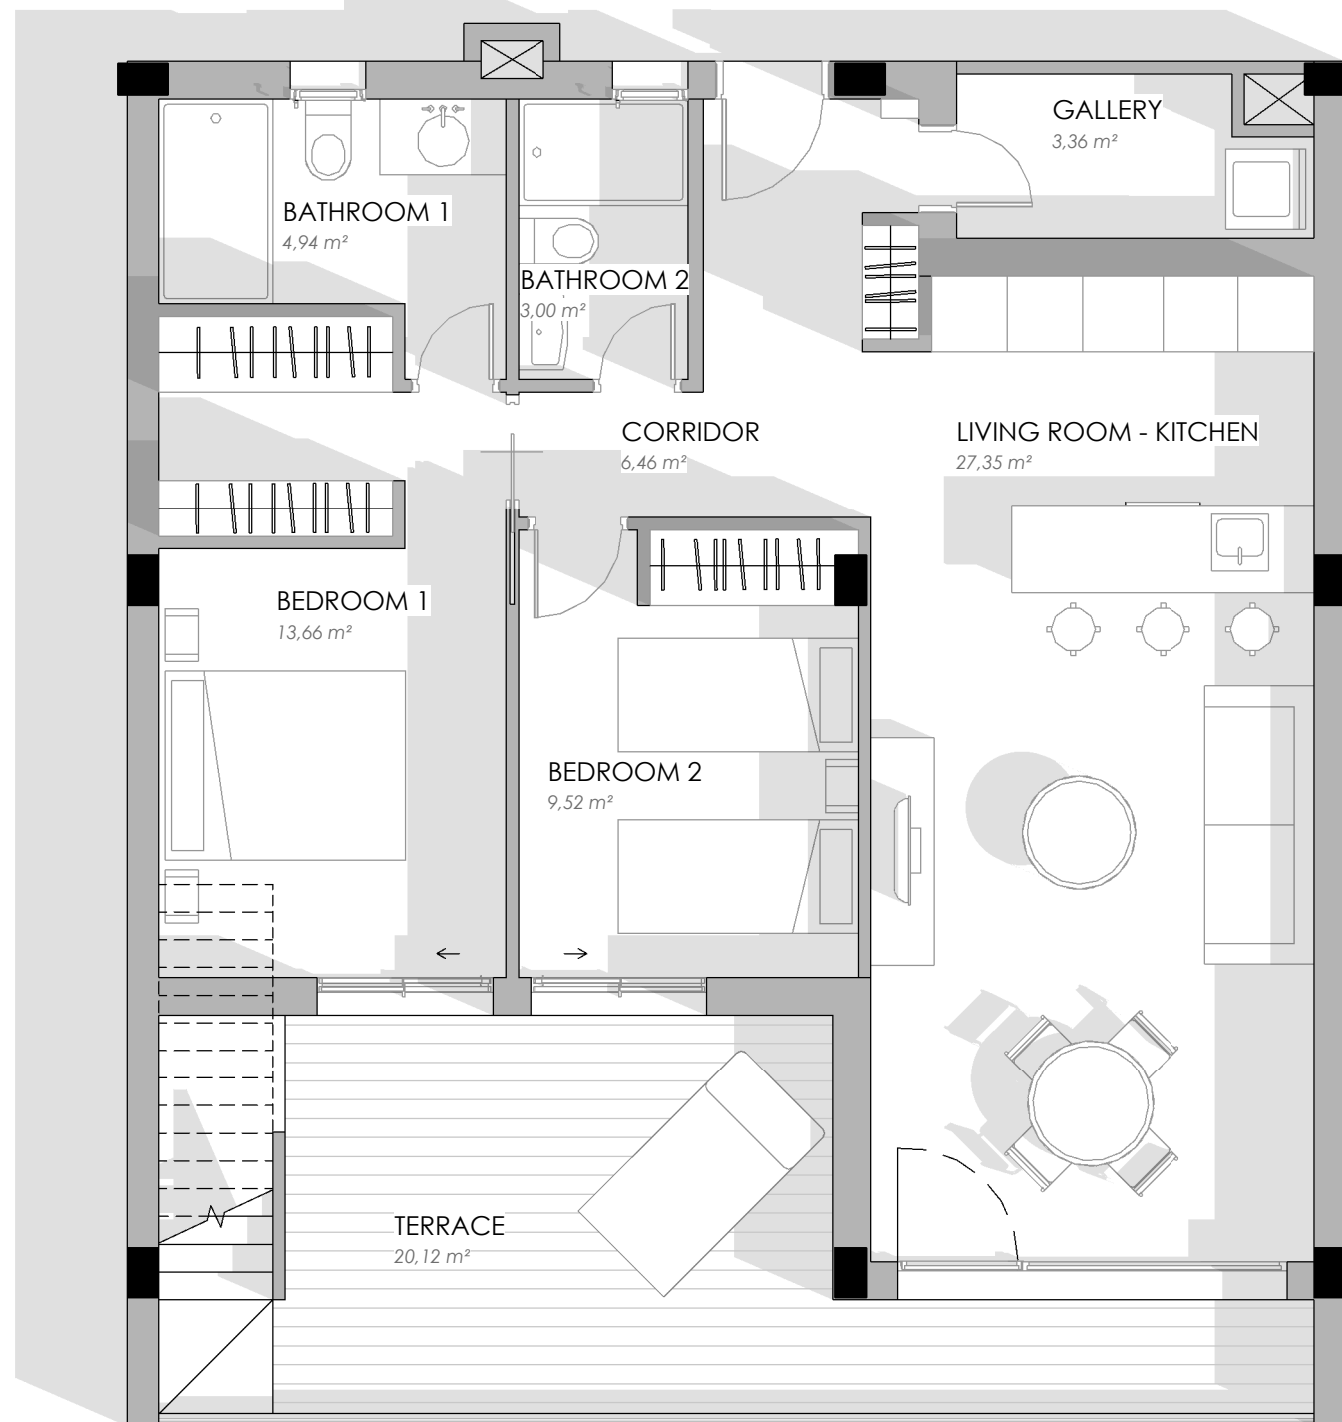 GALLERY
3,36 m²
BATHROOM 1
4,94 m²
BATHROOM 2
3,00 m²
CORRIDOR
6,46 m²
LIVING ROOM - KITCHEN
27,35 m²
BEDROOM 1
13,66 m²
BEDROOM 2
9,52 m²
TERRACE
20,12 m²